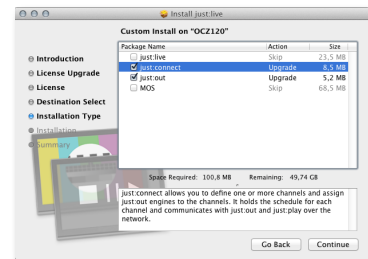 Install just:live
Custom Install on "OCZ120"
Package Name Action Size
just:live Skip 23,5 MB
just:connect Upgrade 8,5 MB
just:out Upgrade 5,2 MB
MOS Skip 68,5 MB
Introduction
License Upgrade
License
Destination Select
Installation Type
Installation
Summary
Space Required: 100,8 MB Remaining: 49,74 GB
just:connect allows you to define one or more channels and assign
just:out engines to the channels. It holds the schedule for each
channel and communicates with just:out and just:play over the
network.
Go Back Continue